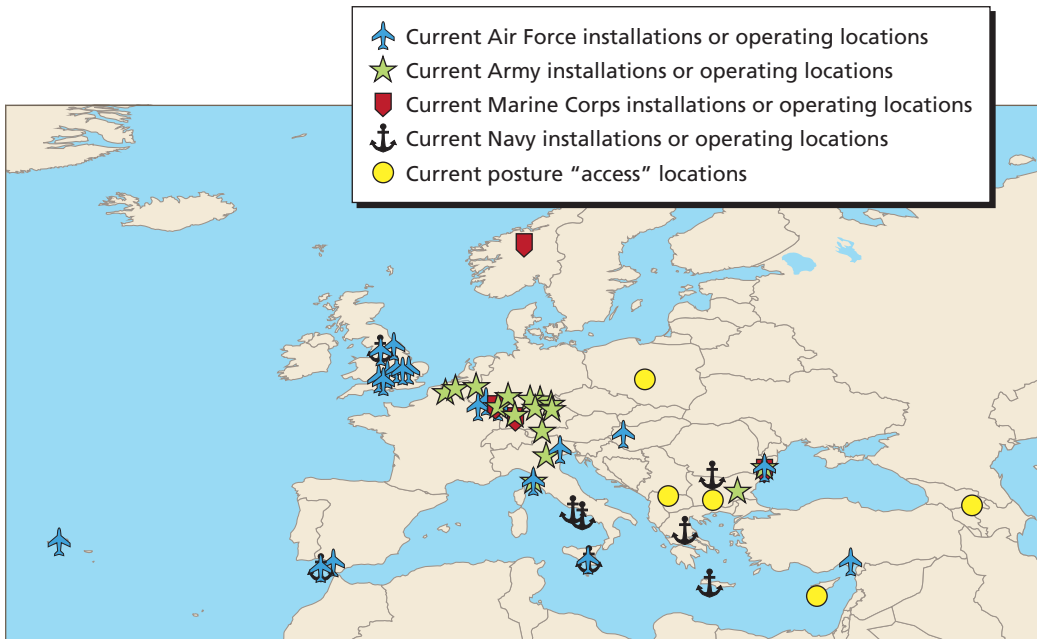 Current Air Force installations or operating locations
Current Army installations or operating locations
Current Marine Corps installations or operating locations
Current Navy installations or operating locations
Current posture “access” locations